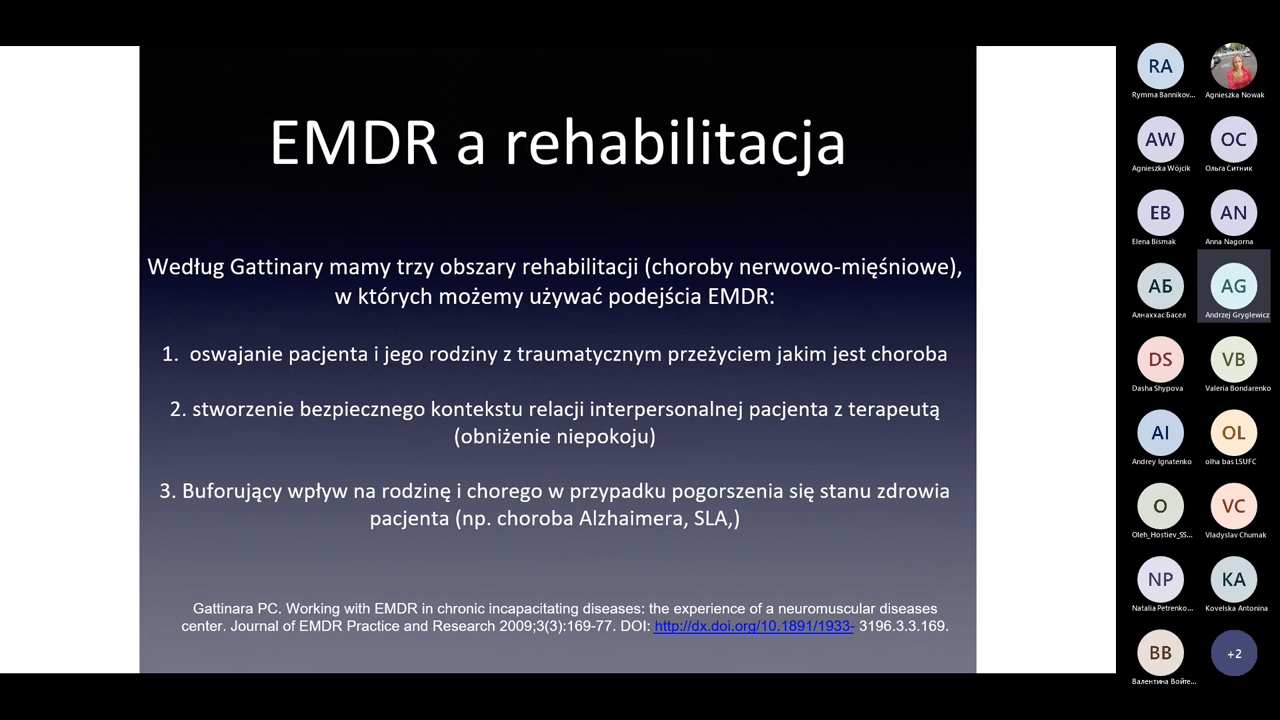 EMDR a rehabilitacja
Według Gattinary mamy trzy obszary rehabilitacji (choroby nerwowo-mięśniowe),
w których możemy używać podejścia EMDR:
1. oswajanie pacjenta i jego rodziny z traumatycznym przeżyciem jakim jest choroba
2. stworzenie bezpiecznego kontekstu relacji interpersonalnej pacjenta z terapeutą
(obniżenie niepokoju)
3. Buforujący wpływ na rodzinę i chorego w przypadku pogorszenia się stanu zdrowia
pacjenta (np. choroba Alzhaimera, SLA,)
Gattinara PC. Working with EMDR in chronic incapacitating diseases: the experience of a neuromuscular diseases
center. Journal of EMDR Practice and Research 2009;3(3):169-77. DOI: http://dx.doi.org/10.1891/1933- 3196.3.3.169.
RA
Rymma Bannikov...
Agnieszka Nowak
AW
Agnieszka Wójcik
OC
Ольга Ситник
EB
Elena Bismak
AN
Anna Nagorna
АБ
Алнаххас Басел
AG
Andrzej Gryglewicz
DS
Dasha Shypova
VB
Valeria Bondarenko
AI
Andrey Ignatenko
OL
olha bas LSUFC
O
Oleh_Hostiev_SS...
VC
Vladyslav Chumak
NP
Natalia Petrenko...
KA
Kovelska Antonina
BB
Валентина Войте...
+2